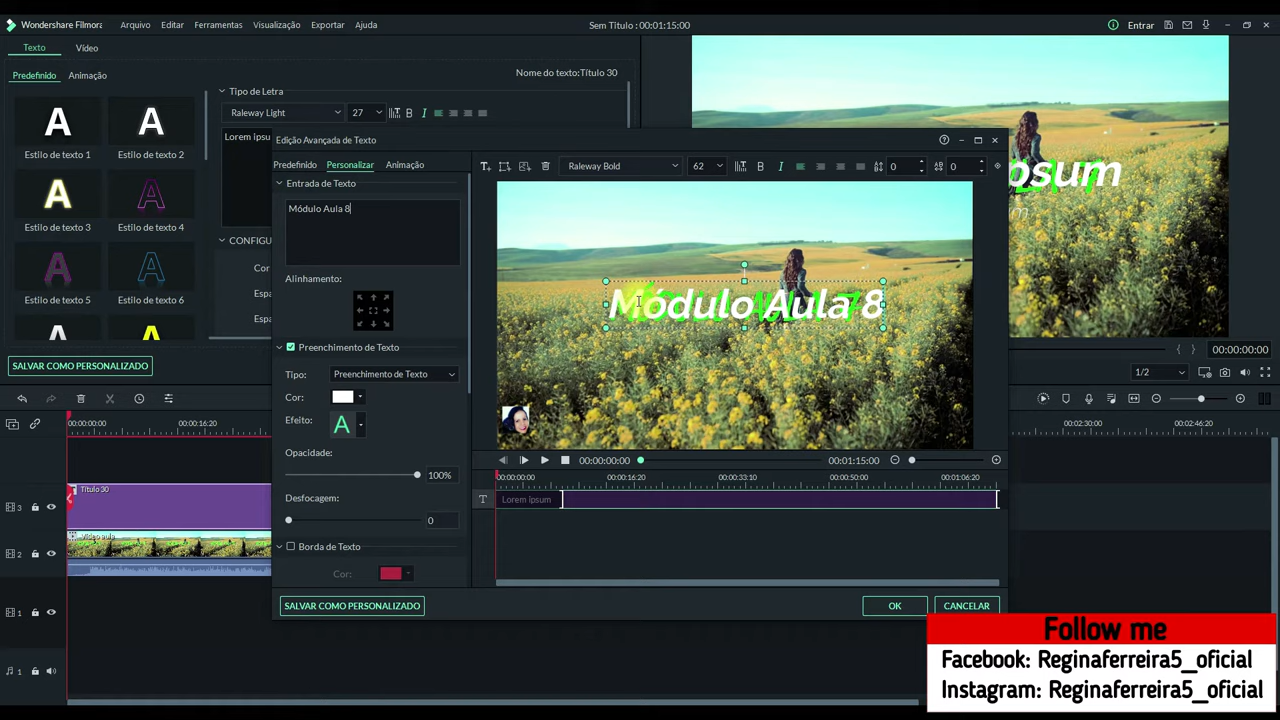 Wondershare Filmora
Arquivo
Editar
Ferramentas
Visualização
Exportar
Ajuda
Sem Título : 00:01:15:00
Entrar
Texto
Vídeo
Predefinido
Animação
Nome do texto:Título 30
Tipo de Letra
Raleway Light
27
B
I
Lorem ipsu
A
A
Estilo de texto 1
Estilo de texto 2
A
A
Estilo de texto 3
Estilo de texto 4
A
A
Estilo de texto 5
Estilo de texto 6
CONFIGU
Cor
Espa
Espa
SALVAR COMO PERSONALIZADO
Edição Avançada de Texto
Predefinido
Personalizar
Animação
Raleway Bold
62
B
I
0
0
Entrada de Texto
Módulo Aula 8
Alinhamento:
Preenchimento de Texto
Tipo:
Preenchimento de Texto
Cor:
Efeito:
A
Opacidade:
100%
Desfocagem:
0
Borda de Texto
Cor:
SALVAR COMO PERSONALIZADO
Módulo Aula 8
00:00:00:00
00:01:15:00
00:00:00:00
00:00:16:20
00:00:33:10
00:00:50:00
00:01:06:20
T
Lorem ipsum
OK
CANCELAR
psum
00:00:00:00
1/2
00:00:00:00
00:00:16:20
00:02:30:00
00:02:46:20
3
Título 30
2
Vídeo aula
1
1
Follow me
Facebook: Reginaferreira5_oficial
Instagram: Reginaferreira5_oficial